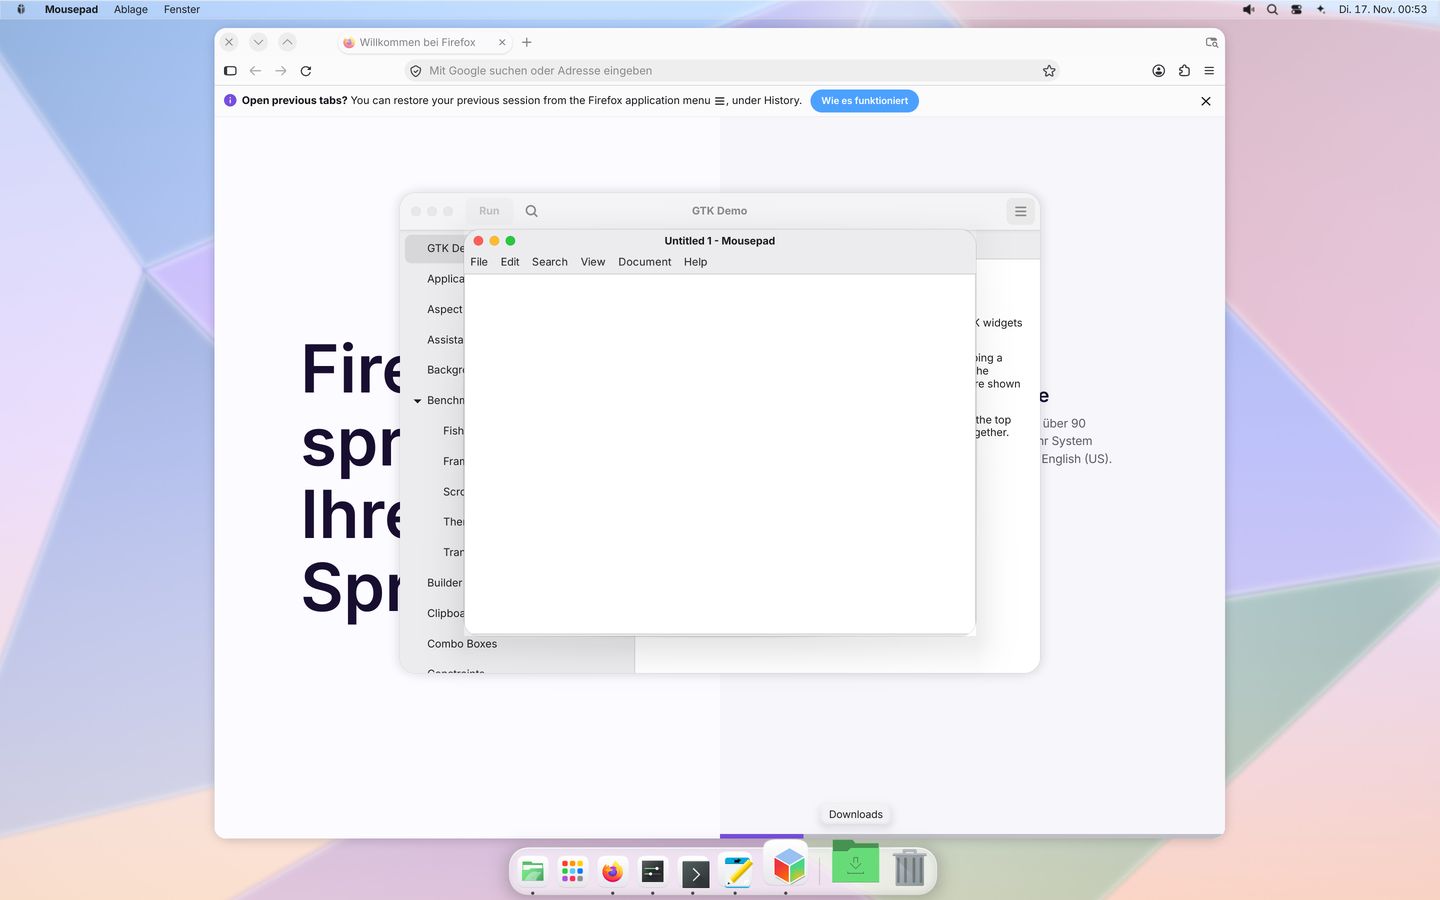 Mousepad Ablage Fenster
Di. 17. Nov. 00:53
Willkommen bei Firefox
Mit Google suchen oder Adresse eingeben
Open previous tabs? You can restore your previous session from the Firefox application menu , under History.
Wie es funktioniert
Run
GTK Demo
Untitled 1 - Mousepad
File Edit Search View Document Help
GTK De
Applica
Aspect
Assista
Backgr
Benchm
Fish
Fran
Scro
The
Tran
Builder
Clipboa
Combo Boxes
K widgets
ing a
he
re shown
the top
gether.
Fire
spr
Ihre
Spr
e
über 90
hr System
English (US).
Downloads